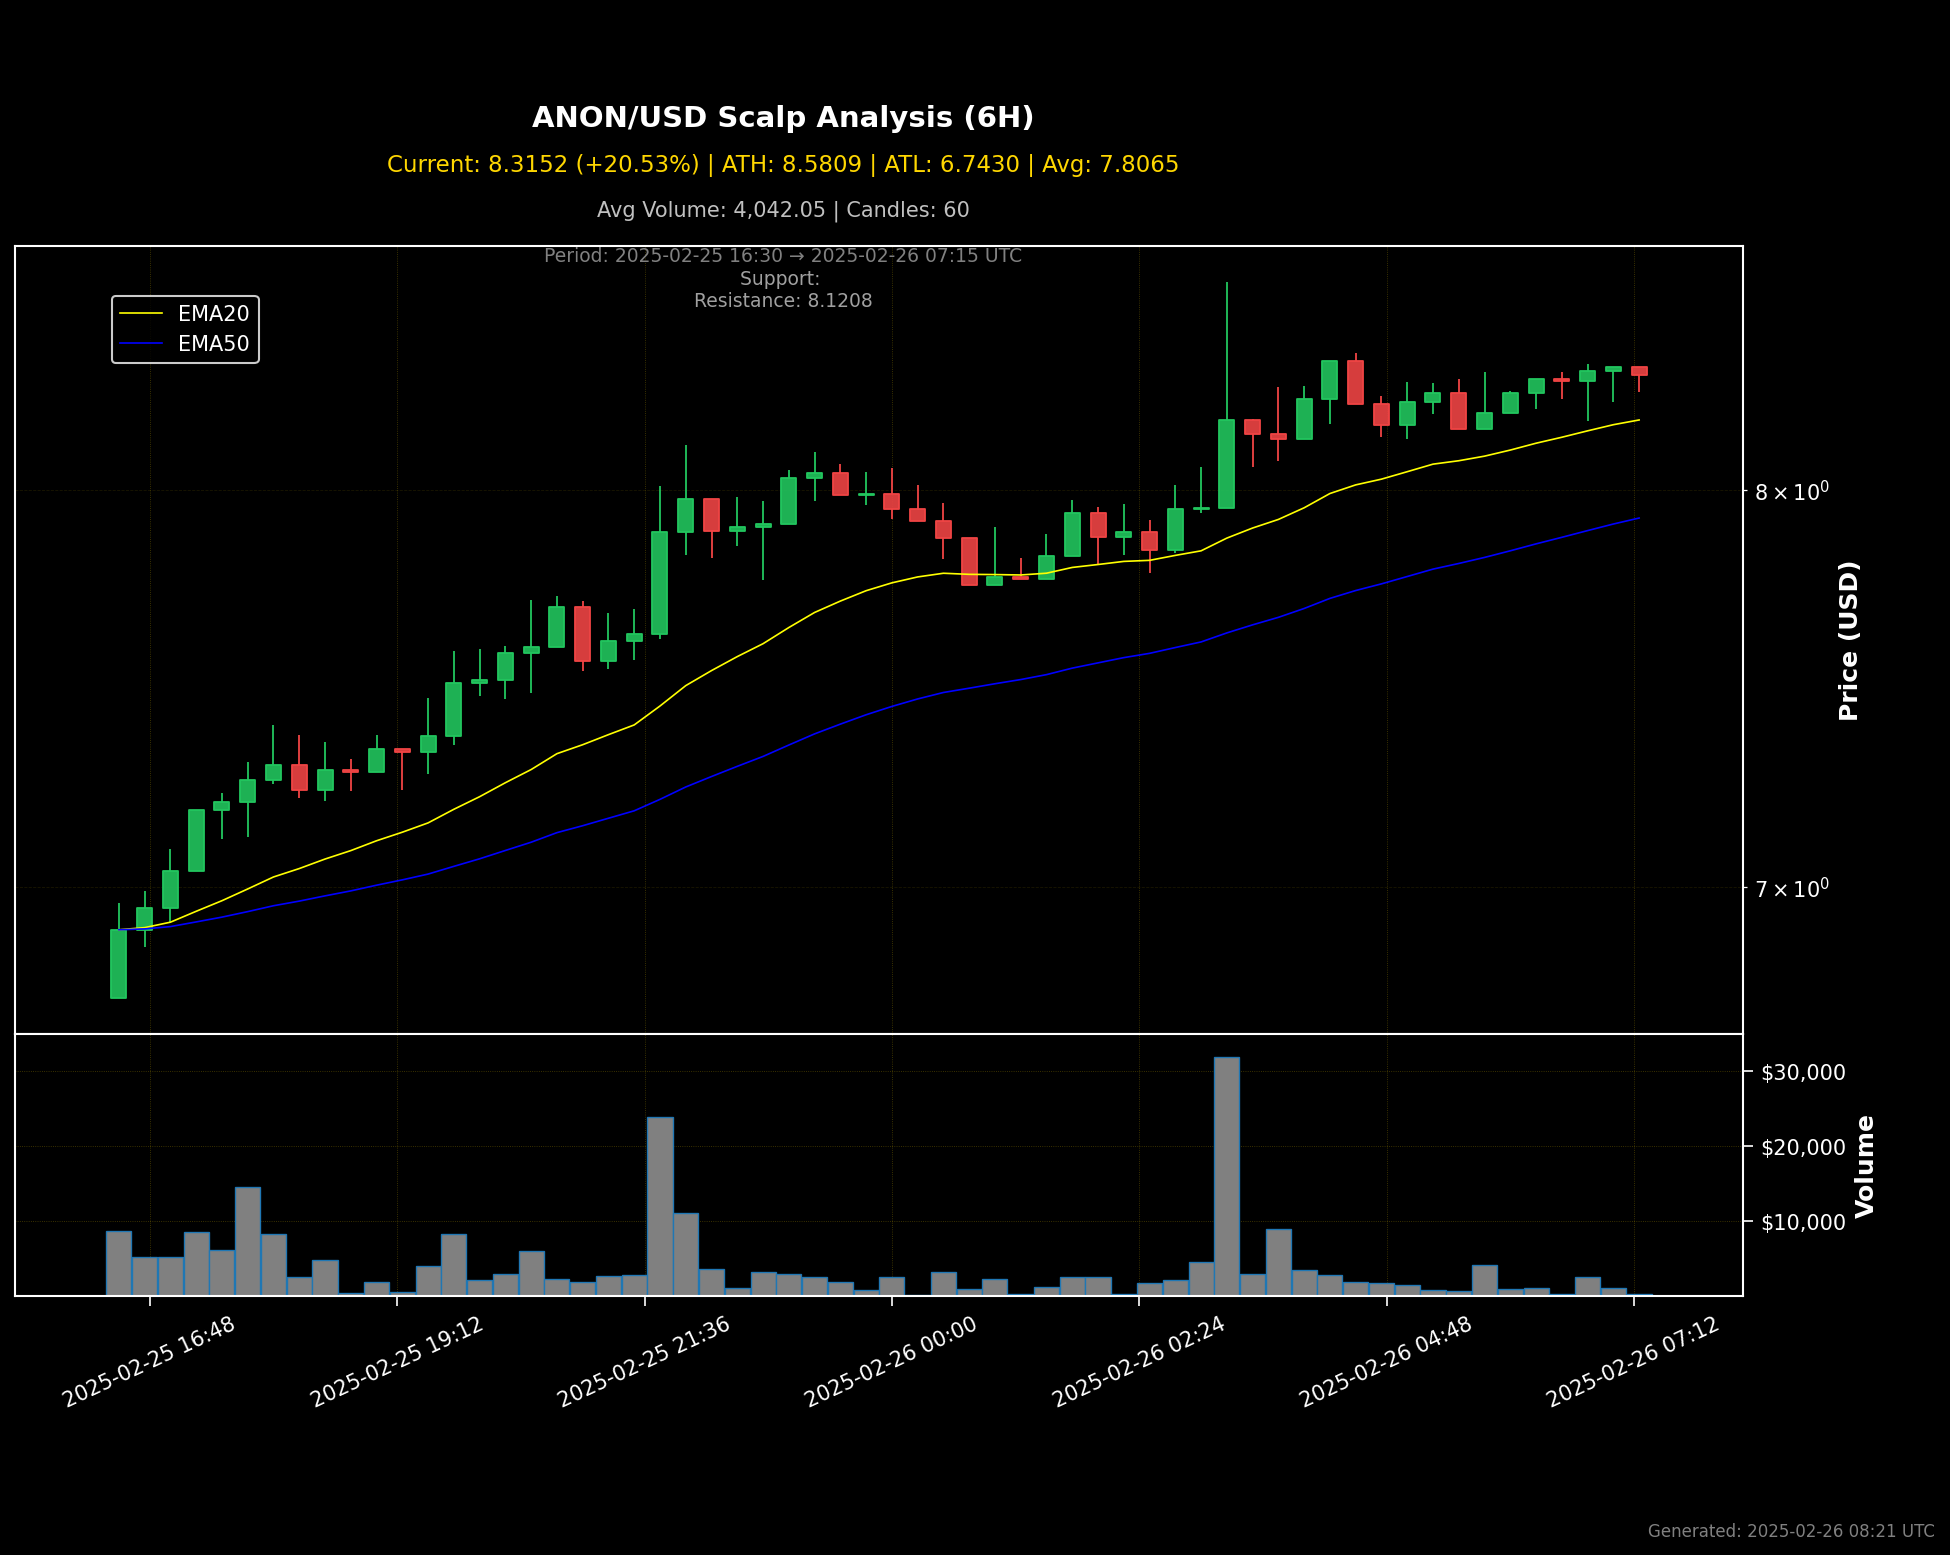 ANON/USD Scalp Analysis (6H)
Current: 8.3152 (+20.53%) | ATH: 8.5809 | ATL: 6.7430 | Avg: 7.8065
Avg Volume: 4,042.05 | Candles: 60
Period: 2025-02-25 16:30 → 2025-02-26 07:15 UTC
Support:
Resistance: 8.1208
EMA20
EMA50
8 × 10⁰
7 × 10⁰
Price (USD)
$30,000
$20,000
$10,000
Volume
2025-02-25 16:48
2025-02-25 19:12
2025-02-25 21:36
2025-02-26 00:00
2025-02-26 02:24
2025-02-26 04:48
2025-02-26 07:12
Generated: 2025-02-26 08:21 UTC